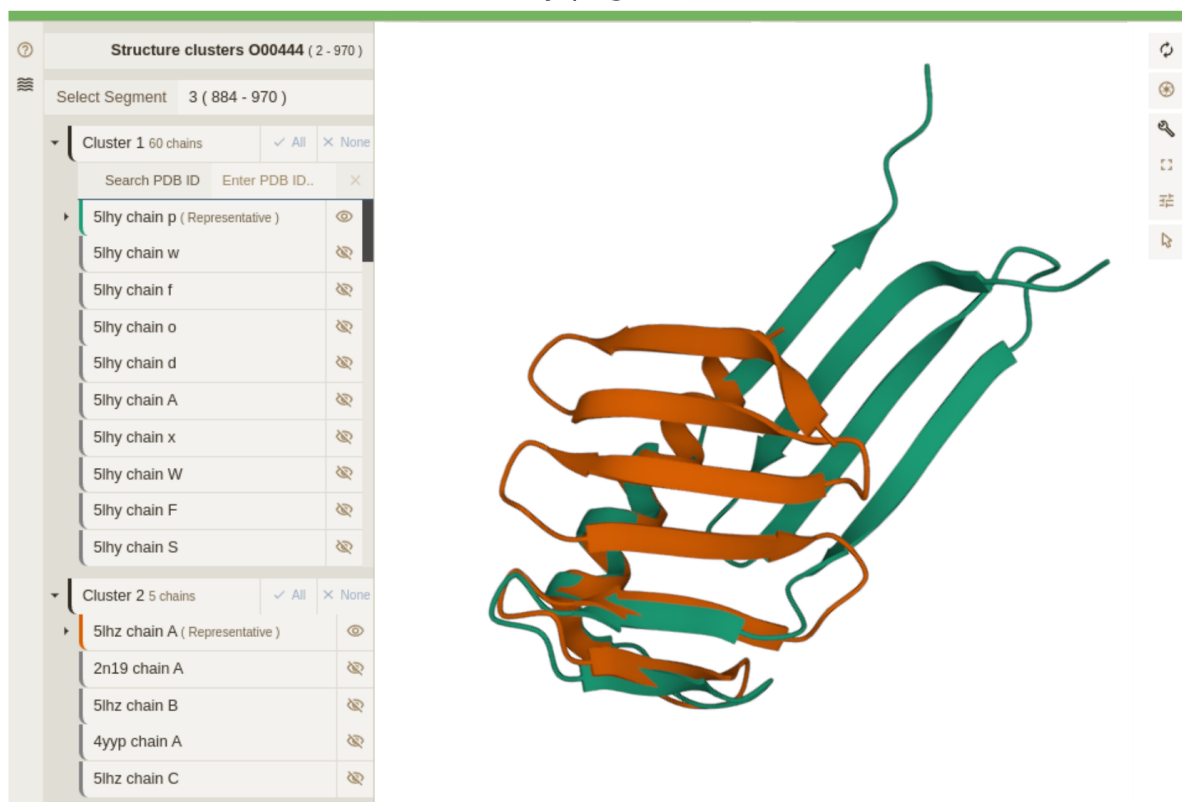 Structure clusters O00444 ( 2 - 970 )
Select Segment 3 ( 884 - 970 )
Cluster 1 60 chains All None
Search PDB ID Enter PDB ID..
5lhy chain p ( Representative )
5lhy chain w
5lhy chain f
5lhy chain o
5lhy chain d
5lhy chain A
5lhy chain x
5lhy chain W
5lhy chain F
5lhy chain S
Cluster 2 5 chains All None
5lhz chain A ( Representative )
2n19 chain A
5lhz chain B
4yyp chain A
5lhz chain C